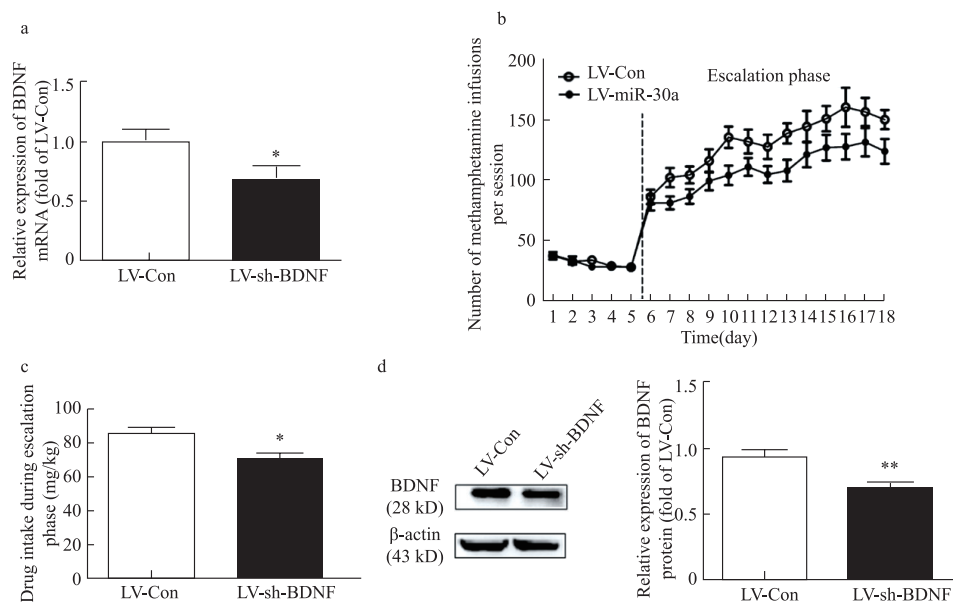 a
Relative expression of BDNF
mRNA (fold of LV-Con)
1.5
1.0
0.5
0
*
LV-Con
LV-sh-BDNF
b
Number of methamphetamine infusions
per session
200
150
100
50
0
LV-Con
LV-miR-30a
Escalation phase
1 2 3 4 5 6 7 8 9 10 11 12 13 14 15 16 17 18
Time(day)
c
Drug intake during escalation
phase (mg/kg)
100
80
60
40
20
0
*
LV-Con
LV-sh-BDNF
d
LV-Con
LV-sh-BDNF
BDNF
(28 kD)
β-actin
(43 kD)
Relative expression of BDNF
protein (fold of LV-Con)
1.5
1.0
0.5
0
**
LV-Con
LV-sh-BDNF